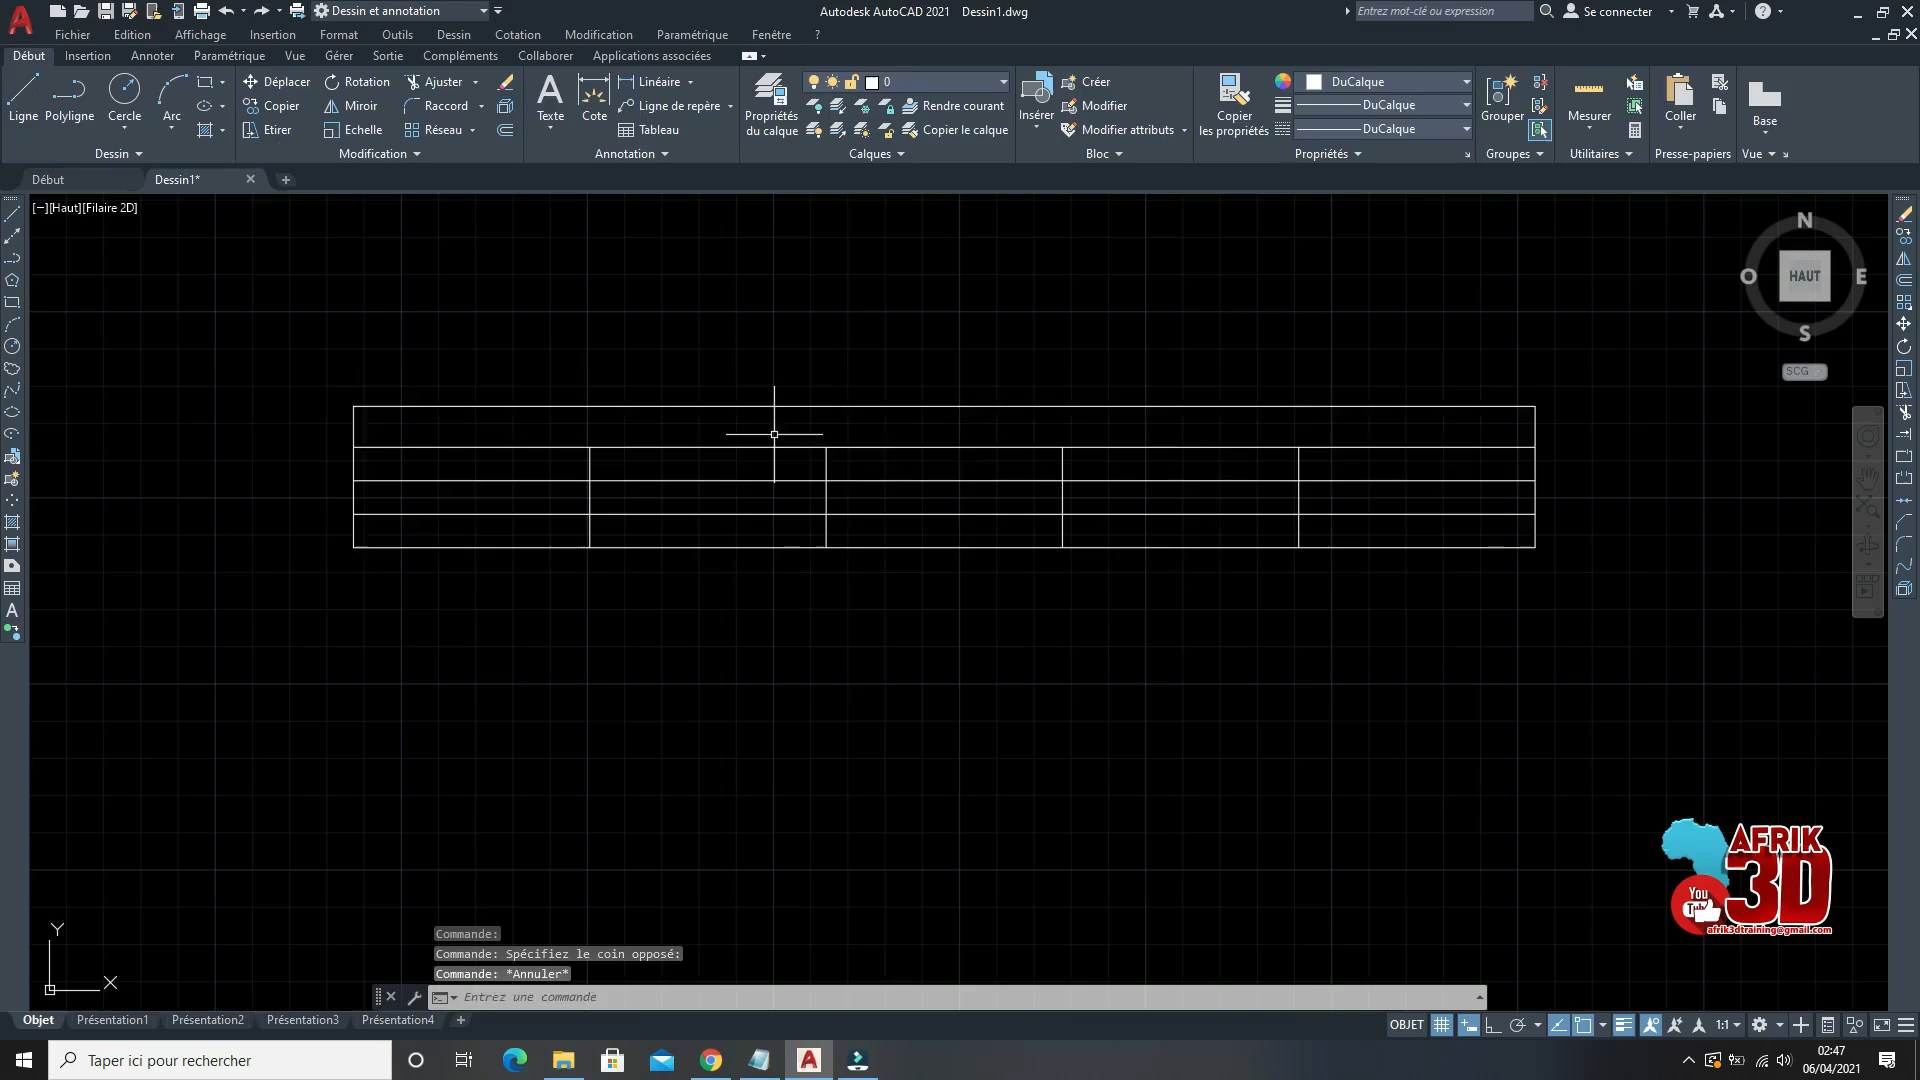 Dessin et annotation
Autodesk AutoCAD 2021 Dessin1.dwg
Entrez mot-clé ou expression
Se connecter
Fichier Edition Affichage Insertion Format Outils Dessin Cotation Modification Paramétrique Fenêtre ?
Début Insertion Annoter Paramétrique Vue Gérer Sortie Compléments Collaborer Applications associées
Ligne Polyligne Cercle Arc
Dessin
Déplacer Rotation Ajuster
Copier Miroir Raccord
Etirer Echelle Réseau
Modification
Texte Cote
Linéaire
Ligne de repère
Tableau
Annotation
Propriétés
du calque
0
Rendre courant
Copier le calque
Calques
Insérer
Créer
Modifier
Modifier attributs
Bloc
Copier
les propriétés
DuCalque
DuCalque
DuCalque
Propriétés
Grouper
Groupes
Mesurer
Utilitaires
Coller
Presse-papiers
Base
Vue
Début Dessin1*
[−][Haut][Filaire 2D]
N
O HAUT E
S
SCG
AFRIK
3D
You
Tube
afrik3dtraining@gmail.com
Y
X
Commande:
Commande: Spécifiez le coin opposé:
Commande: *Annuler*
Entrez une commande
Objet Présentation1 Présentation2 Présentation3 Présentation4 +
OBJET
1:1
Taper ici pour rechercher
02:47
06/04/2021